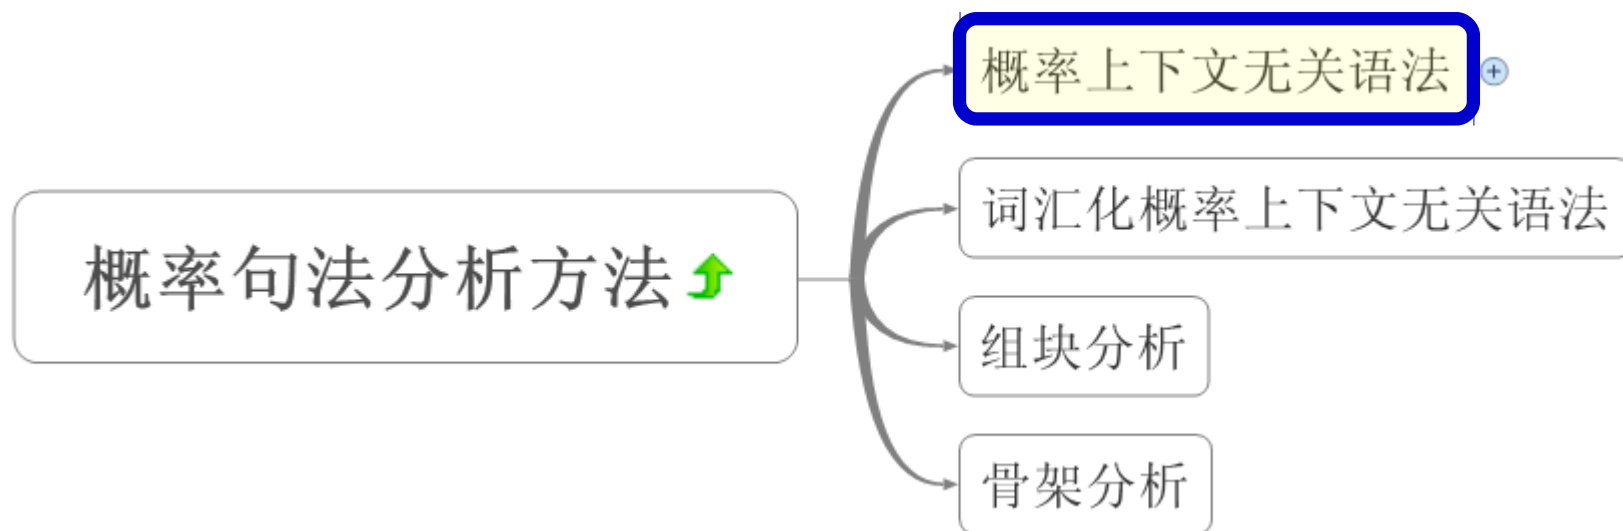 概率上下文无关语法
词汇化概率上下文无关语法
概率句法分析方法
组块分析
骨架分析